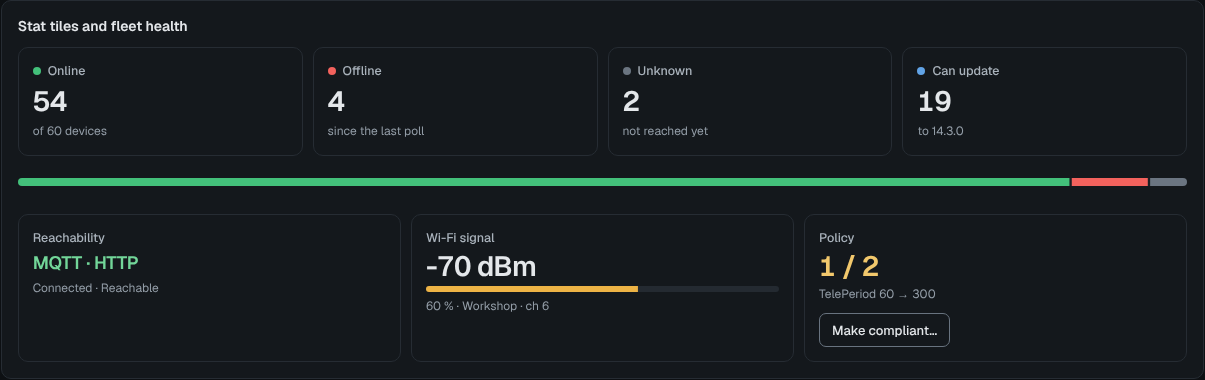 Stat tiles and fleet health
Online
54
of 60 devices
Offline
4
since the last poll
Unknown
2
not reached yet
Can update
19
to 14.3.0
Reachability
MQTT · HTTP
Connected · Reachable
Wi-Fi signal
-70 dBm
60 % · Workshop · ch 6
Policy
1 / 2
TelePeriod 60 → 300
Make compliant…